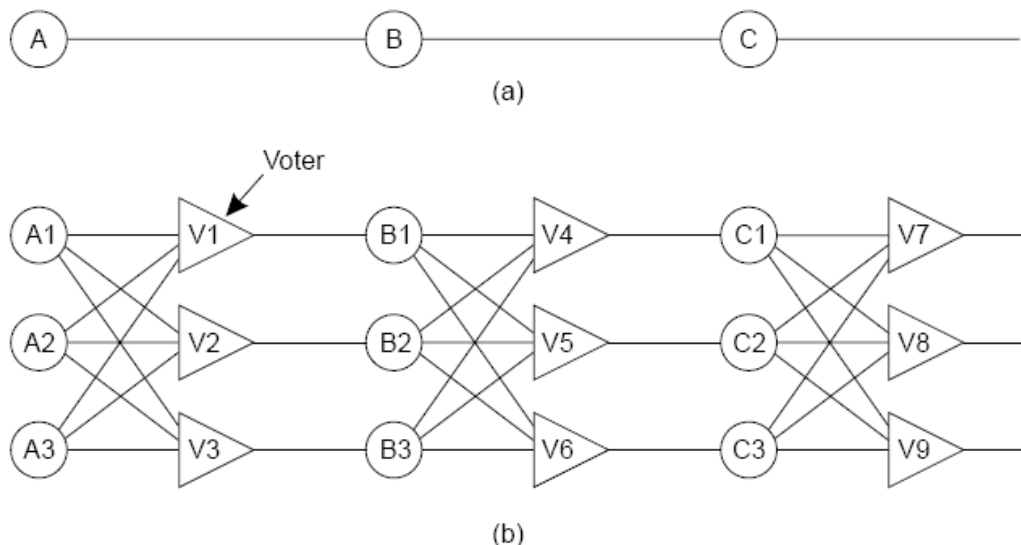 A B C
(a)
Voter
A1 V1 B1 V4 C1 V7
A2 V2 B2 V5 C2 V8
A3 V3 B3 V6 C3 V9
(b)